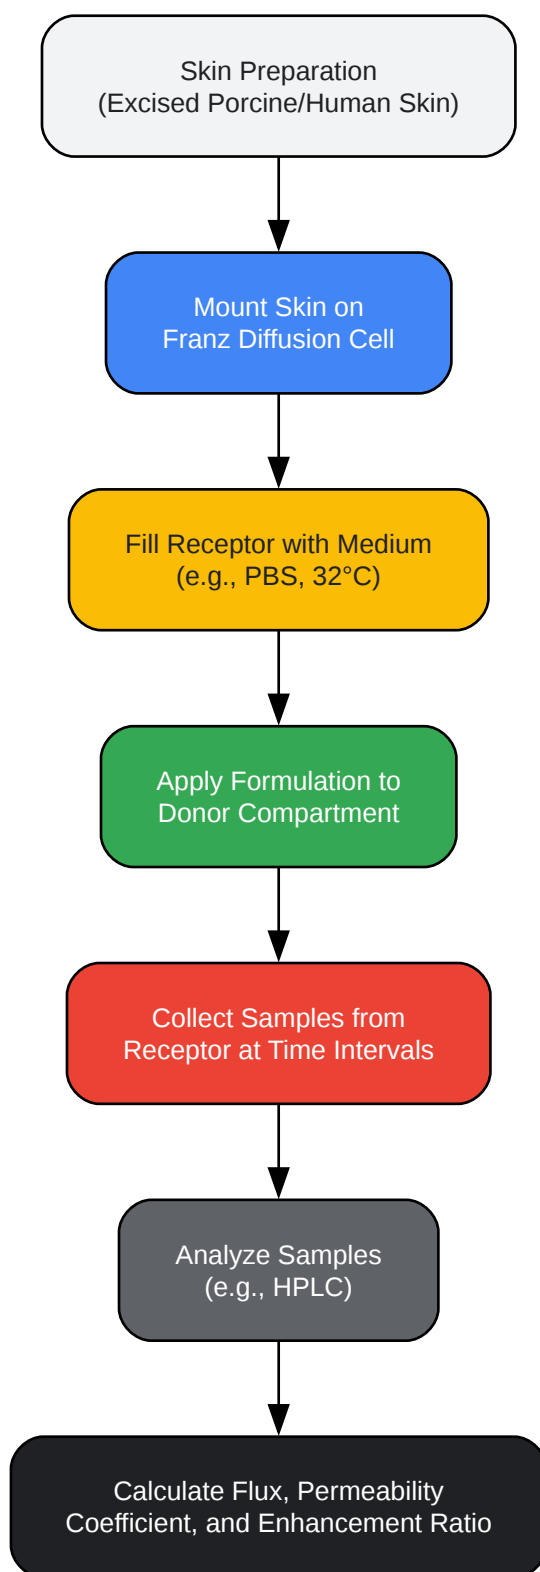 Skin Preparation
(Excised Porcine/Human Skin)
Mount Skin on
Franz Diffusion Cell
Fill Receptor with Medium
(e.g., PBS, 32°C)
Apply Formulation to
Donor Compartment
Collect Samples from
Receptor at Time Intervals
Analyze Samples
(e.g., HPLC)
Calculate Flux, Permeability
Coefficient, and Enhancement Ratio